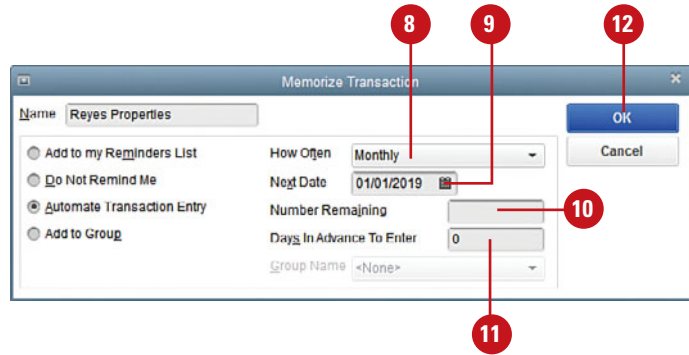 8 9 12
Memorize Transaction
Name Reyes Properties
OK
Add to my Reminders List How Often Monthly Cancel
Do Not Remind Me Next Date 01/01/2019
Automate Transaction Entry Number Remaining 10
Add to Group Days In Advance To Enter 0
Group Name <None>
11